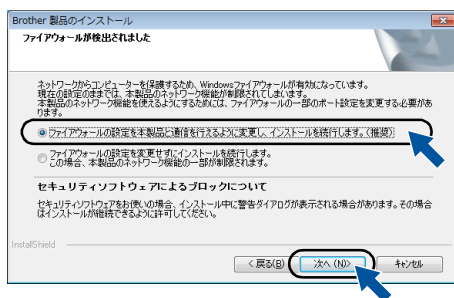 Brother 製品のインストール
ファイアウォールが検出されました
ネットワークからコンピューターを保護するため、Windowsファイアウォールが有効になっています。
現在の設定のままでは、本製品のネットワーク機能が制限されてしまいます。
本製品のネットワーク機能を使えるようにするためには、ファイアウォールの一部のポート設定を変更する必要があ
ります。
ファイアウォールの設定を本製品と通信を行えるように変更し、インストールを続行します。(推奨)
ファイアウォールの設定を変更せずにインストールを続行します。
この場合、本製品のネットワーク機能の一部が制限されます。
セキュリティソフトウェアによるブロックについて
セキュリティソフトウェアをお使いの場合、インストール中に警告ダイアログが表示される場合があります。その場合
はインストールが継続できるように許可してください。
InstallShield
< 戻る(B)
次へ (N)>
キャンセル